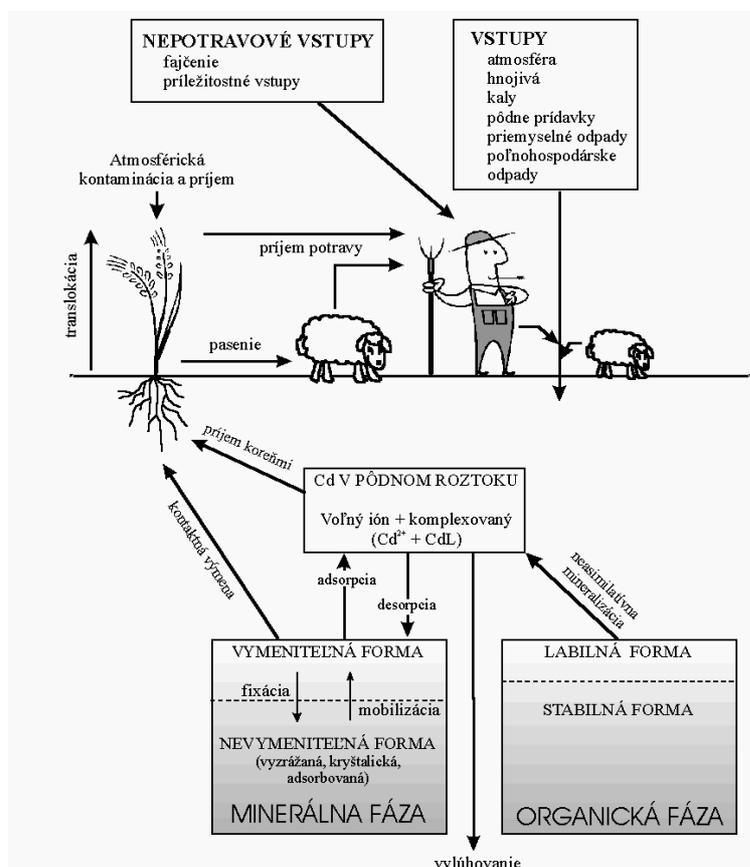 NEPOTRAVOVÉ VSTUPY
fajčenie
príležitostné vstupy
VSTUPY
atmosféra
hnojivá
kaly
pôdne prídavky
priemyselné odpady
poľnohospodárske
odpady
Atmosférická
kontaminácia a príjem
translokácia
príjem potravy
pasenie
príjem koreňmi
kontaktná výmena
Cd V PÔDNOM ROZTOKU
Voľný ión + komplexovaný
(Cd²⁺ + CdL)
adsorpcia
desorpcia
neasimilatívna
mineralizácia
VYMENITEĽNÁ FORMA
fixácia
mobilizácia
NEVYMENITEĽNÁ FORMA
(vyzrážaná, kryštalická,
adsorbovaná)
MINERÁLNA FÁZA
LABILNÁ FORMA
STABILNÁ FORMA
ORGANICKÁ FÁZA
vylúhovanie